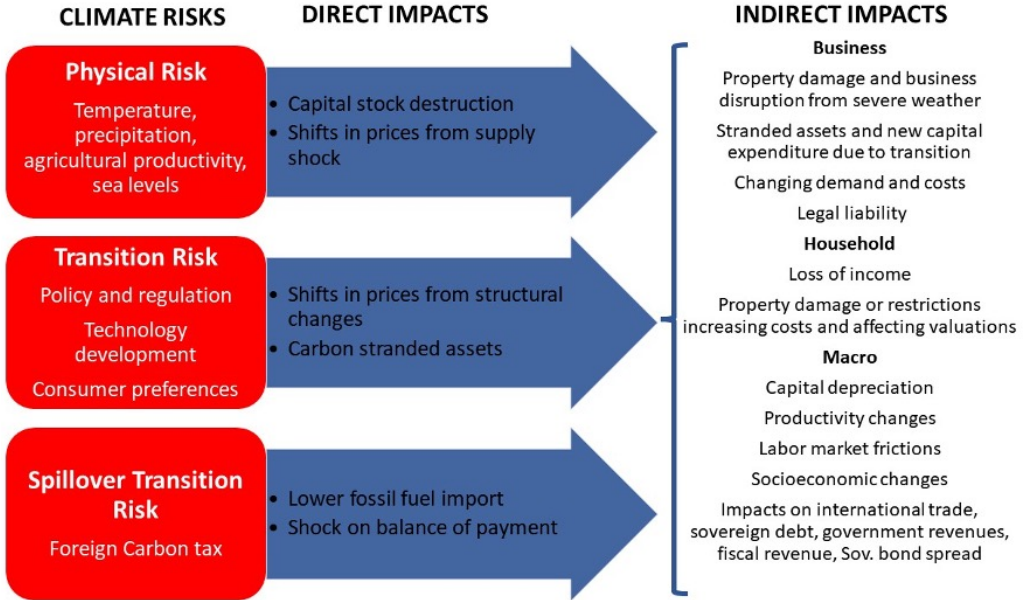 CLIMATE RISKS
DIRECT IMPACTS
INDIRECT IMPACTS
Physical Risk
Temperature,
precipitation,
agricultural productivity,
sea levels
• Capital stock destruction
• Shifts in prices from supply
shock
Transition Risk
Policy and regulation
Technology
development
Consumer preferences
• Shifts in prices from structural
changes
• Carbon stranded assets
Spillover Transition
Risk
Foreign Carbon tax
• Lower fossil fuel import
• Shock on balance of payment
Business
Property damage and business
disruption from severe weather
Stranded assets and new capital
expenditure due to transition
Changing demand and costs
Legal liability
Household
Loss of income
Property damage or restrictions
increasing costs and affecting valuations
Macro
Capital depreciation
Productivity changes
Labor market frictions
Socioeconomic changes
Impacts on international trade,
sovereign debt, government revenues,
fiscal revenue, Sov. bond spread